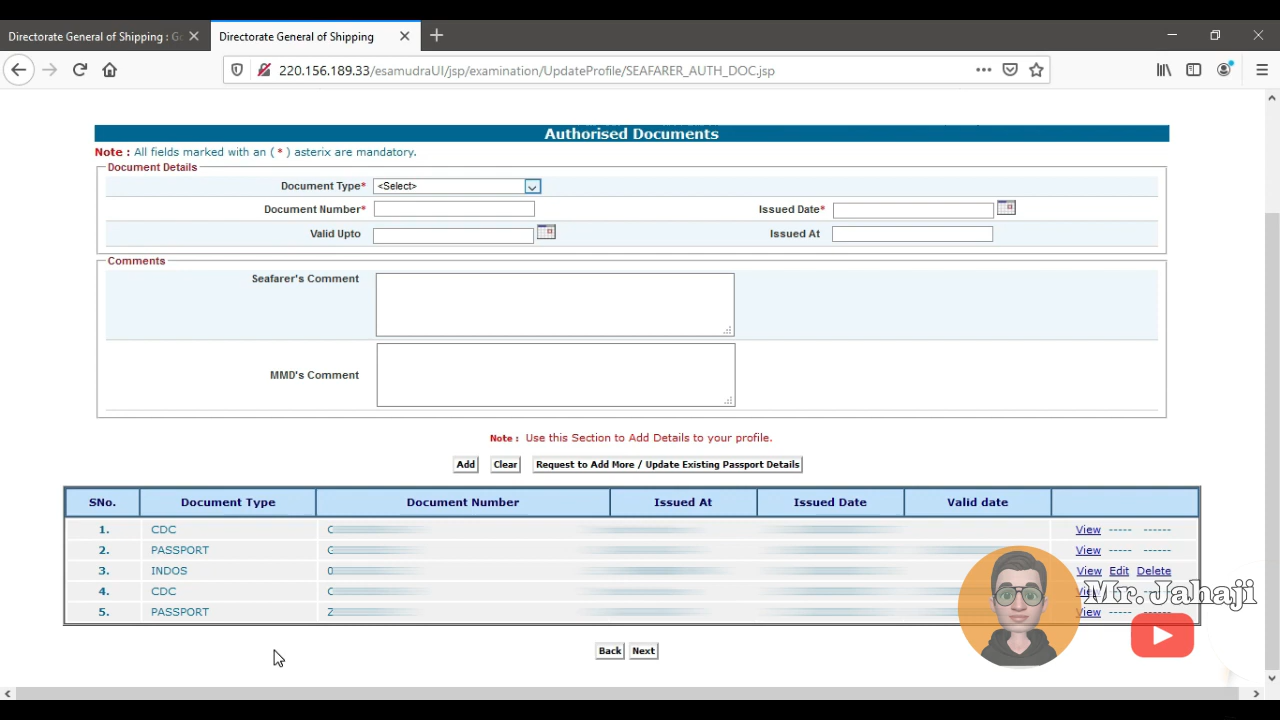 Directorate General of Shipping : Go
Directorate General of Shipping
220.156.189.33/esamudraUI/jsp/examination/UpdateProfile/SEAFARER_AUTH_DOC.jsp
Authorised Documents
Note : All fields marked with an ( * ) asterix are mandatory.
Document Details
Document Type* <Select>
Document Number* Issued Date*
Valid Upto Issued At
Comments
Seafarer's Comment
MMD's Comment
Note : Use this Section to Add Details to your profile.
Add Clear Request to Add More / Update Existing Passport Details
SNo. Document Type Document Number Issued At Issued Date Valid date
1. CDC C View ----- ------
2. PASSPORT G View ----- ------
3. INDOS 0 View Edit Delete
4. CDC C
5. PASSPORT Z View
Mr. Jahaji
Back Next